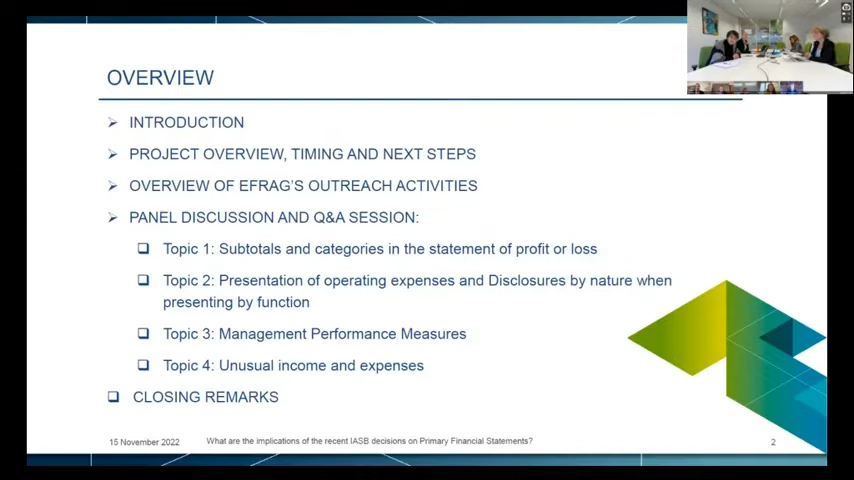 OVERVIEW
INTRODUCTION
PROJECT OVERVIEW, TIMING AND NEXT STEPS
OVERVIEW OF EFRAG'S OUTREACH ACTIVITIES
PANEL DISCUSSION AND Q&A SESSION:
Topic 1: Subtotals and categories in the statement of profit or loss
Topic 2: Presentation of operating expenses and Disclosures by nature when
presenting by function
Topic 3: Management Performance Measures
Topic 4: Unusual income and expenses
CLOSING REMARKS
15 November 2022 What are the implications of the recent IASB decisions on Primary Financial Statements? 2